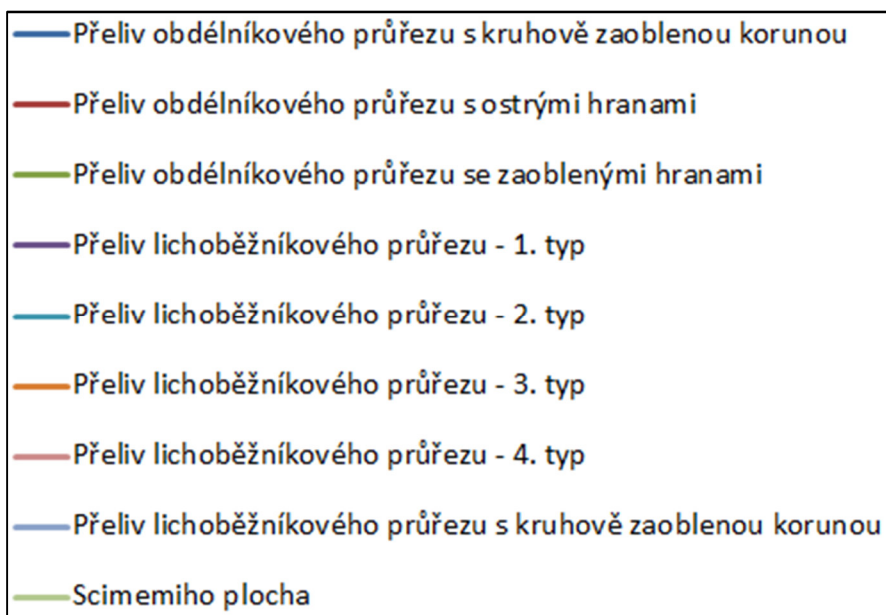 Přeliv obdélníkového průřezu s kruhově zaoblenou korunou
Přeliv obdélníkového průřezu s ostrými hranami
Přeliv obdélníkového průřezu se zaoblenými hranami
Přeliv lichoběžníkového průřezu - 1. typ
Přeliv lichoběžníkového průřezu - 2. typ
Přeliv lichoběžníkového průřezu - 3. typ
Přeliv lichoběžníkového průřezu - 4. typ
Přeliv lichoběžníkového průřezu s kruhově zaoblenou korunou
Scimemiho plocha